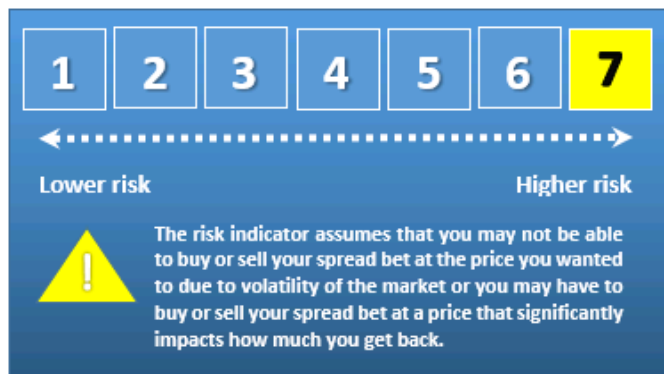 1 2 3 4 5 6 7
Lower risk Higher risk
!
The risk indicator assumes that you may not be able
to buy or sell your spread bet at the price you wanted
to due to volatility of the market or you may have to
buy or sell your spread bet at a price that significantly
impacts how much you get back.